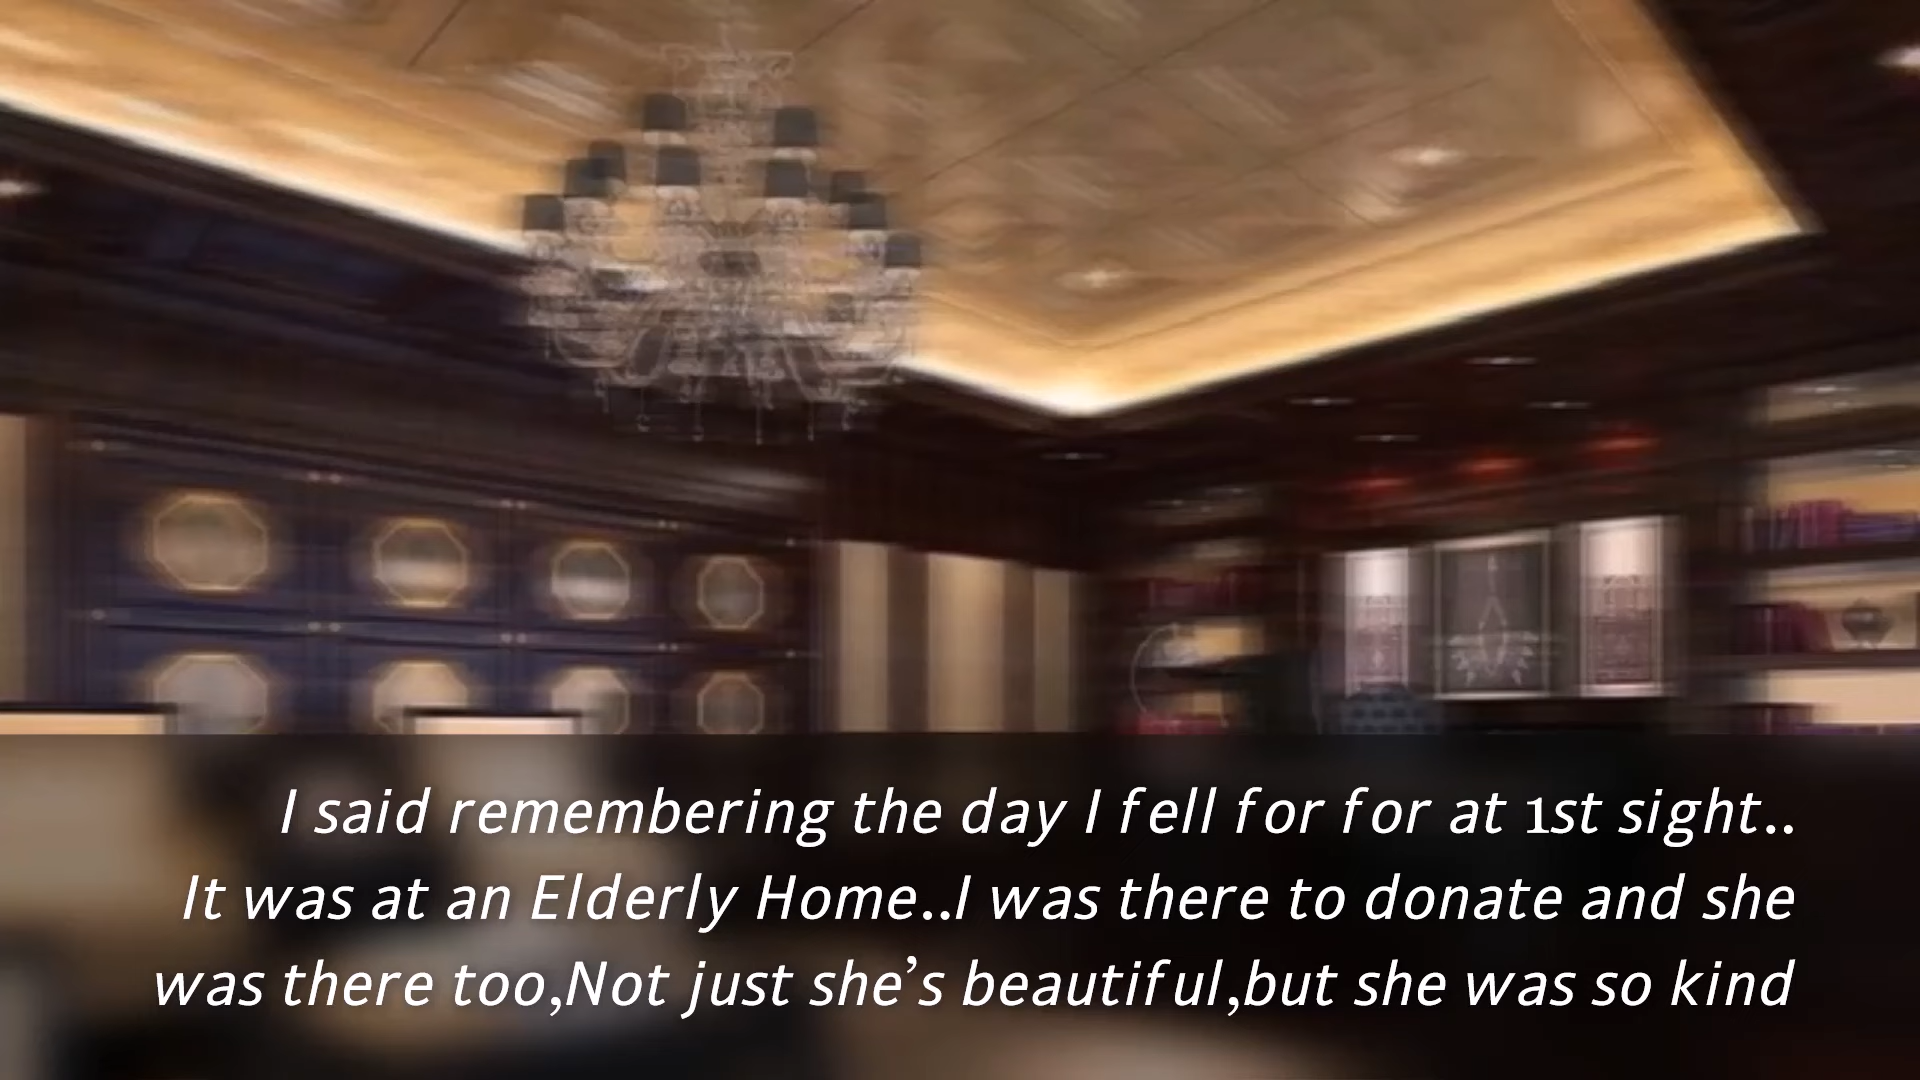 I said remembering the day I fell for for at 1st sight..
It was at an Elderly Home..I was there to donate and she
was there too,Not just she’s beautiful,but she was so kind